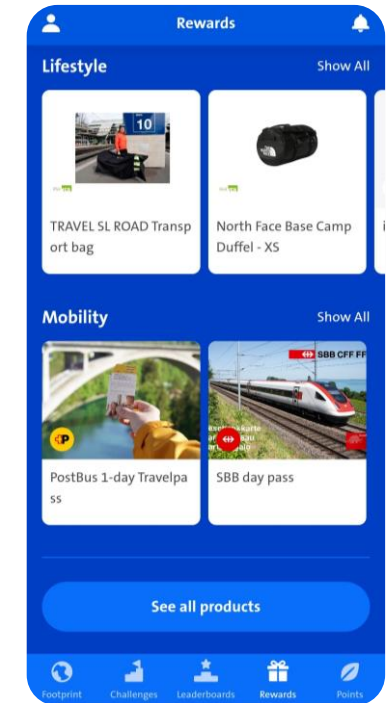 Rewards
Lifestyle
Show All
10
TRAVEL SL ROAD Transp
ort bag
North Face Base Camp
Duffel - XS
Mobility
Show All
SBB CFF FF
PostBus 1-day Travelpa
ss
SBB day pass
See all products
Footprint
Challenges
Leaderboards
Rewards
Points